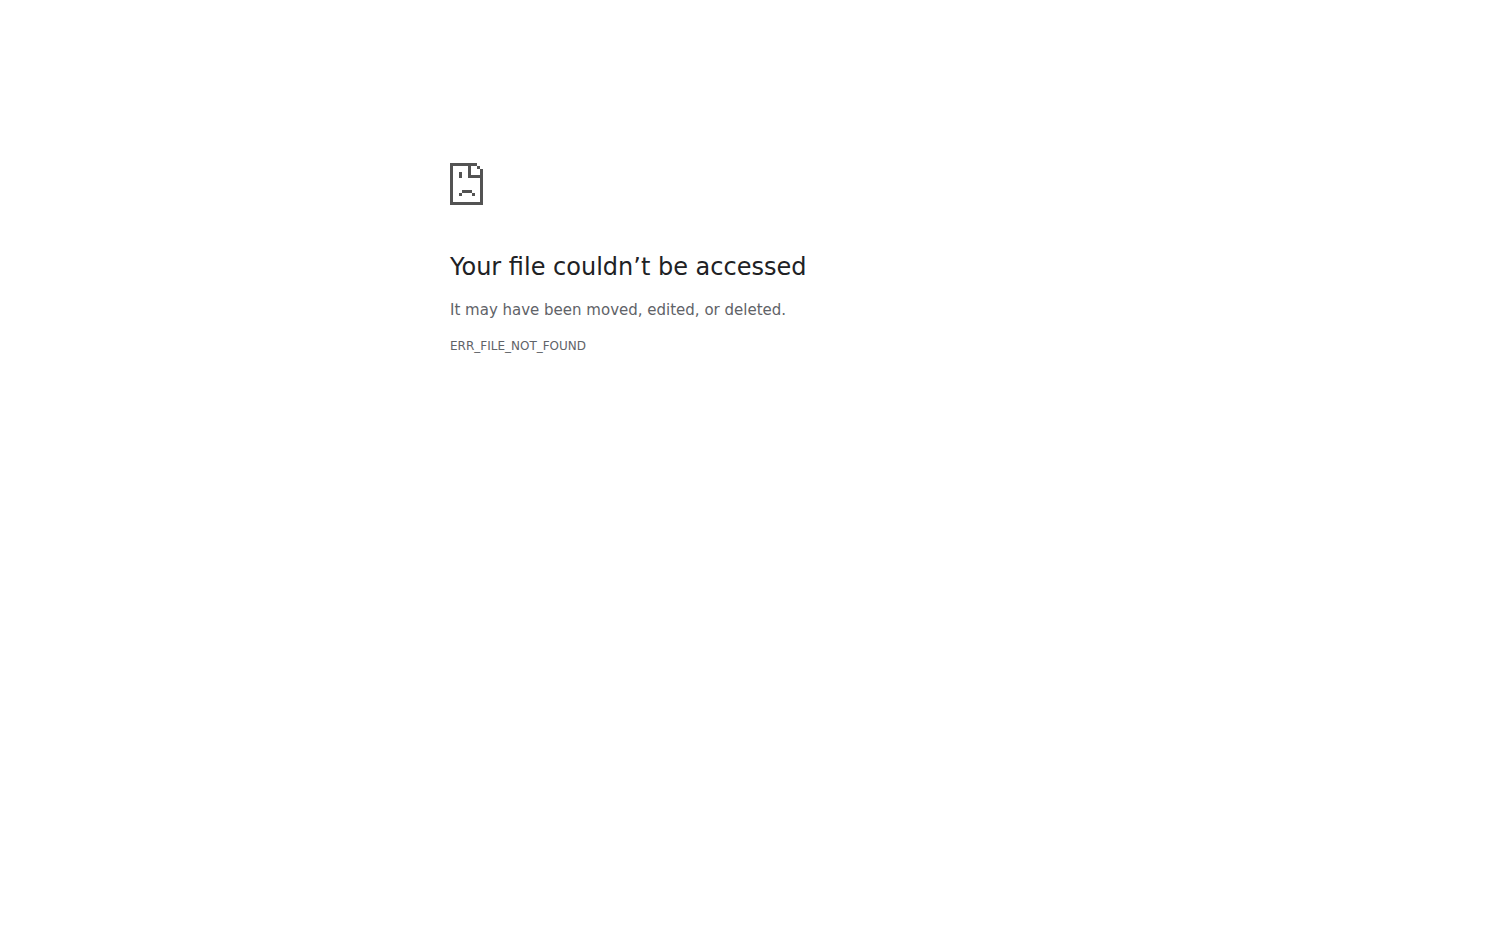 Your file couldn’t be accessed
It may have been moved, edited, or deleted.
ERR_FILE_NOT_FOUND